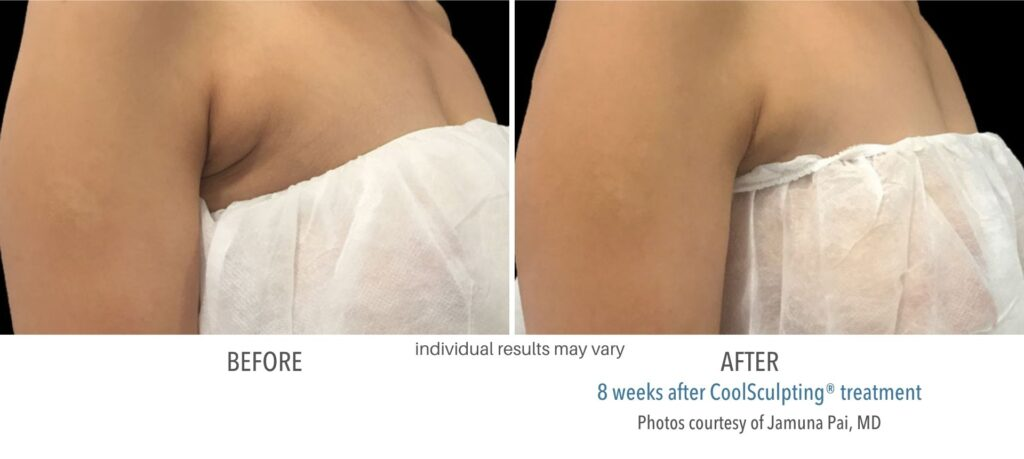 BEFORE
individual results may vary
AFTER
8 weeks after CoolSculpting® treatment
Photos courtesy of Jamuna Pai, MD